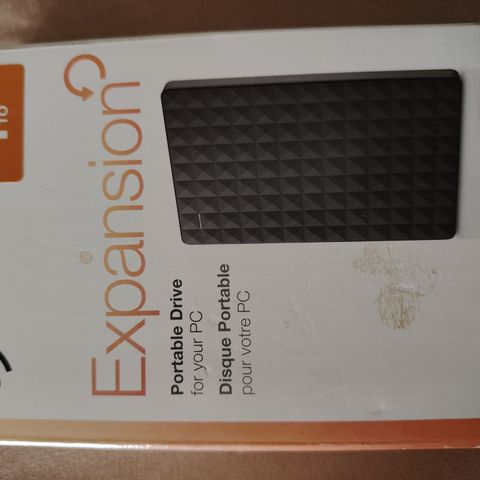 Expansion
Portable Drive
for your PC
Disque Portable
pour votre PC